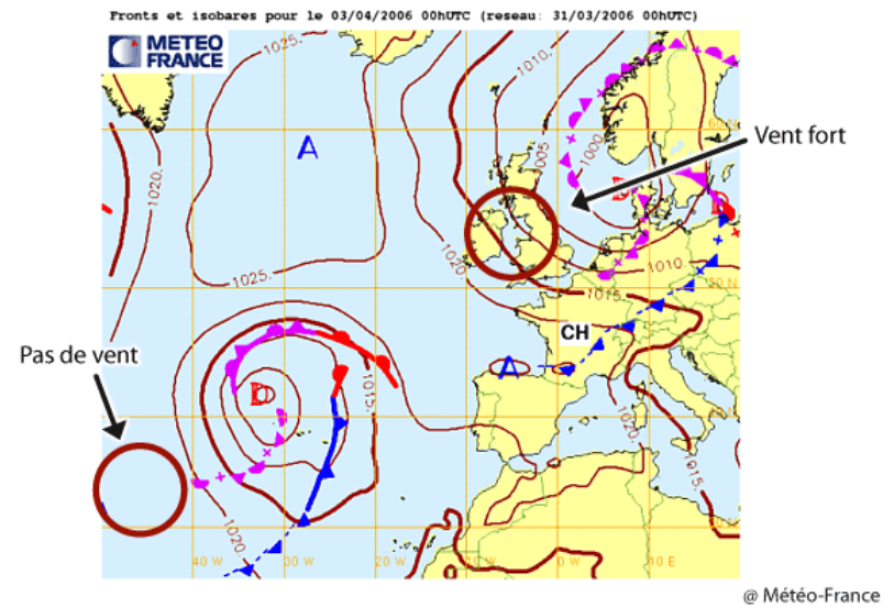 Fronts et isobares pour le 03/04/2006 00hUTC (reseau: 31/03/2006 00hUTC)
METEO
FRANCE
1025.
1010.
1005
1000.
60 N
Vent fort
A
1020.
D
D
1025.
1020
1010.
1015.
50 N
CH
Pas de vent
A
D
1015.
1020.
1015.
1020.
30 N
40 W
30 W
20 W
0 W
10 E
@ Météo-France